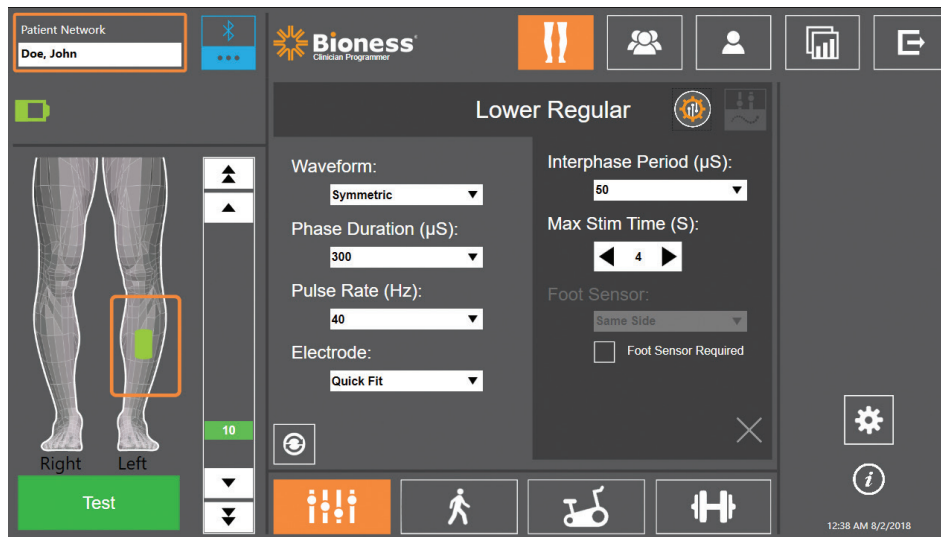 Patient Network
Doe, John
Bioness
Clinician Programmer
Lower Regular
Waveform:
Symmetric
Phase Duration (µS):
300
Pulse Rate (Hz):
40
Electrode:
Quick Fit
Interphase Period (µS):
50
Max Stim Time (S):
4
Foot Sensor:
Same Side
Foot Sensor Required
10
Right Left
Test
i
12:38 AM 8/2/2018